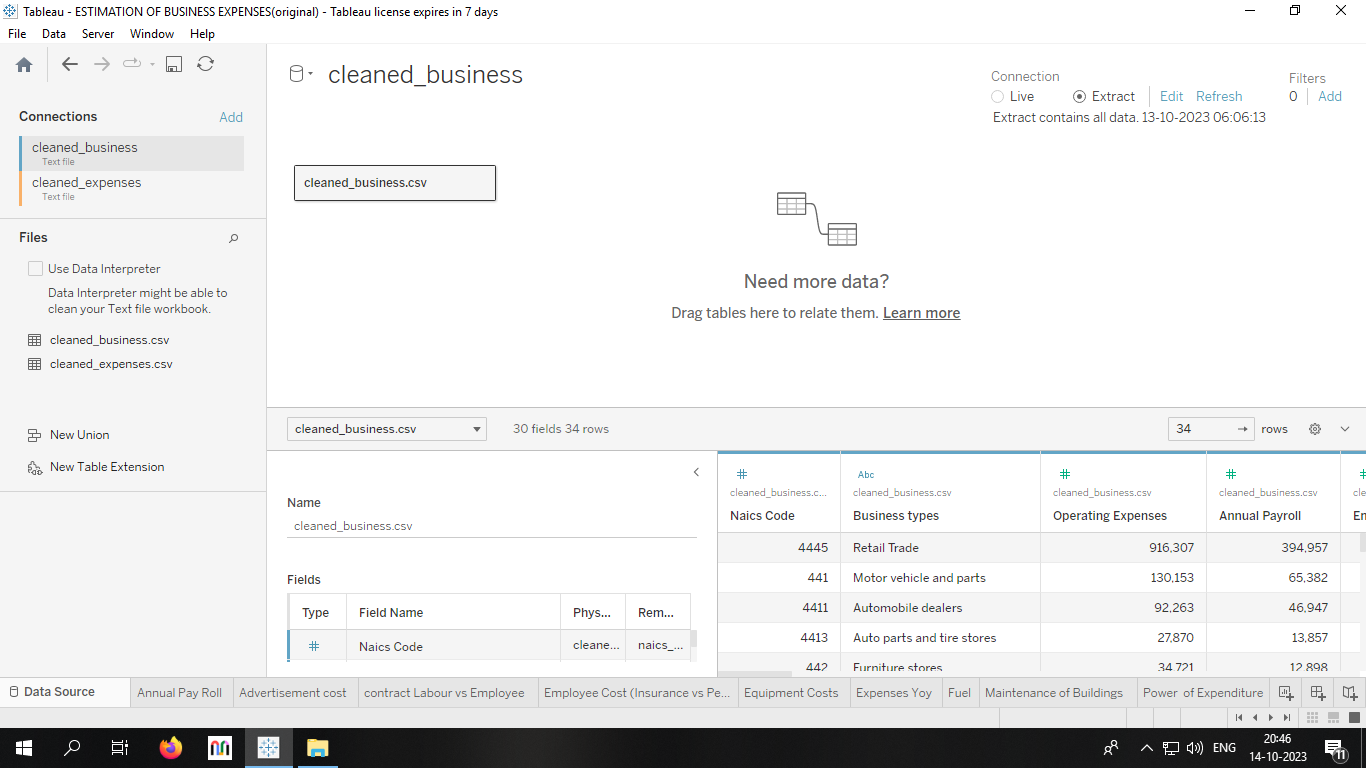 Tableau - ESTIMATION OF BUSINESS EXPENSES(original) - Tableau license expires in 7 days
File Data Server Window Help
Connections Add
cleaned_business
Text file
cleaned_expenses
Text file
Files
Use Data Interpreter
Data Interpreter might be able to
clean your Text file workbook.
cleaned_business.csv
cleaned_expenses.csv
New Union
New Table Extension
cleaned_business
Connection
Live Extract Edit Refresh
Extract contains all data. 13-10-2023 06:06:13
Filters
0 Add
cleaned_business.csv
Need more data?
Drag tables here to relate them. Learn more
cleaned_business.csv 30 fields 34 rows 34 rows
Name
cleaned_business.csv
Fields
Type Field Name Phys... Rem...
# Naics Code cleane... naics_...
# Abc # # #
cleaned_business.c... cleaned_business.csv cleaned_business.csv cleaned_business.csv cle
Naics Code Business types Operating Expenses Annual Payroll En
4445 Retail Trade 916,307 394,957
441 Motor vehicle and parts 130,153 65,382
4411 Automobile dealers 92,263 46,947
4413 Auto parts and tire stores 27,870 13,857
442 Furniture stores 34,721 12,898
Data Source Annual Pay Roll Advertisement cost contract Labour vs Employee Employee Cost (Insurance vs Pe... Equipment Costs Expenses Yoy Fuel Maintenance of Buildings Power of Expenditure
ENG 20:46
14-10-2023
11